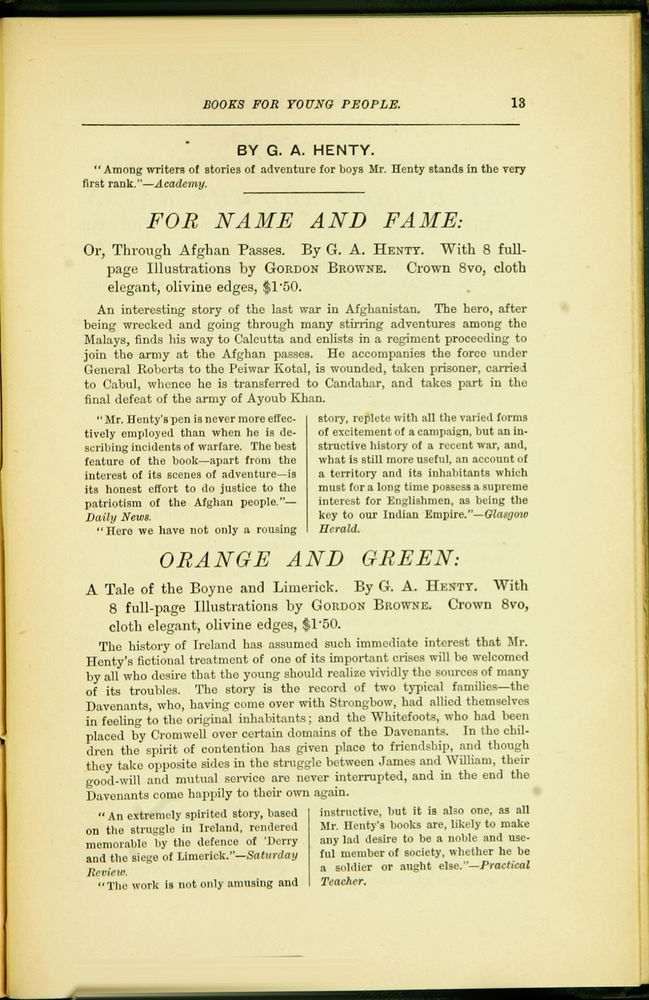 BOOKS FOR YOUNG PEOPLE. 13
BY G. A. HENTY.
"Among writers of stories of adventure for boys Mr. Henty stands in the very
first rank."—Academy.
FOR NAME AND FAME:
Or, Through Afghan Passes. By G. A. HENTY. With 8 full-
page Illustrations by GORDON BROWNE. Crown 8vo, cloth
elegant, olivine edges, $1·50.
An interesting story of the last war in Afghanistan. The hero, after
being wrecked and going through many stirring adventures among the
Malays, finds his way to Calcutta and enlists in a regiment proceeding to
join the army at the Afghan passes. He accompanies the force under
General Roberts to the Peiwar Kotal, is wounded, taken prisoner, carried
to Cabul, whence he is transferred to Candahar, and takes part in the
final defeat of the army of Ayoub Khan.
"Mr. Henty's pen is never more effec-
tively employed than when he is de-
scribing incidents of warfare. The best
feature of the book—apart from the
interest of its scenes of adventure—is
its honest effort to do justice to the
patriotism of the Afghan people."—
Daily News.
"Here we have not only a rousing
story, replete with all the varied forms
of excitement of a campaign, but an in-
structive history of a recent war, and,
what is still more useful, an account of
a territory and its inhabitants which
must for a long time possess a supreme
interest for Englishmen, as being the
key to our Indian Empire."—Glasgow
Herald.
ORANGE AND GREEN:
A Tale of the Boyne and Limerick. By G. A. HENTY. With
8 full-page Illustrations by GORDON BROWNE. Crown 8vo,
cloth elegant, olivine edges, $1·50.
The history of Ireland has assumed such immediate interest that Mr.
Henty's fictional treatment of one of its important crises will be welcomed
by all who desire that the young should realize vividly the sources of many
of its troubles. The story is the record of two typical families—the
Davenants, who, having come over with Strongbow, had allied themselves
in feeling to the original inhabitants; and the Whitefoots, who had been
placed by Cromwell over certain domains of the Davenants. In the chil-
dren the spirit of contention has given place to friendship, and though
they take opposite sides in the struggle between James and William, their
good-will and mutual service are never interrupted, and in the end the
Davenants come happily to their own again.
"An extremely spirited story, based
on the struggle in Ireland, rendered
memorable by the defence of 'Derry
and the siege of Limerick."—Saturday
Review.
"The work is not only amusing and
instructive, but it is also one, as all
Mr. Henty's books are, likely to make
any lad desire to be a noble and use-
ful member of society, whether he be
a soldier or aught else."—Practical
Teacher.